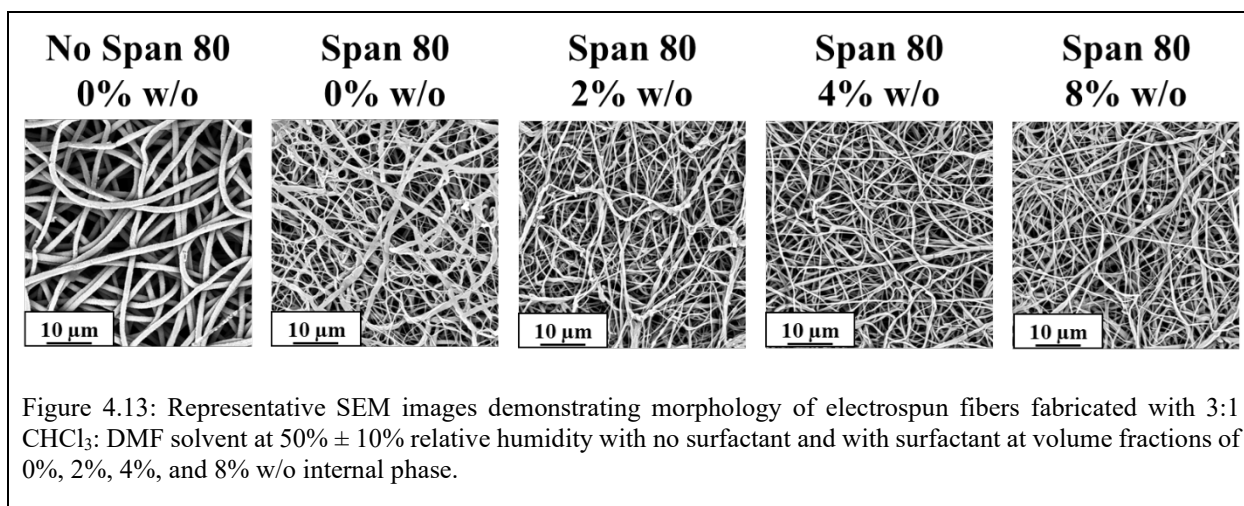 No Span 80 Span 80 Span 80 Span 80 Span 80
0% w/o 0% w/o 2% w/o 4% w/o 8% w/o
10 µm 10 µm 10 µm 10 µm 10 µm
Figure 4.13: Representative SEM images demonstrating morphology of electrospun fibers fabricated with 3:1
CHCl₃: DMF solvent at 50% ± 10% relative humidity with no surfactant and with surfactant at volume fractions of
0%, 2%, 4%, and 8% w/o internal phase.